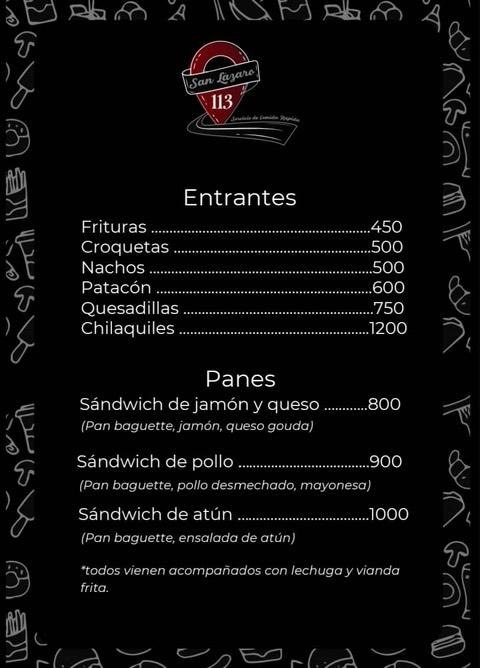 San Lázaro
113
Servicio de Comida Rápida
Entrantes
Frituras ........................................................450
Croquetas ...................................................500
Nachos .........................................................500
Patacón .......................................................600
Quesadillas ................................................750
Chilaquiles ................................................1200
Panes
Sándwich de jamón y queso ............800
(Pan baguette, jamón, queso gouda)
Sándwich de pollo .................................900
(Pan baguette, pollo desmechado, mayonesa)
Sándwich de atún .................................1000
(Pan baguette, ensalada de atún)
*todos vienen acompañados con lechuga y vianda
frita.